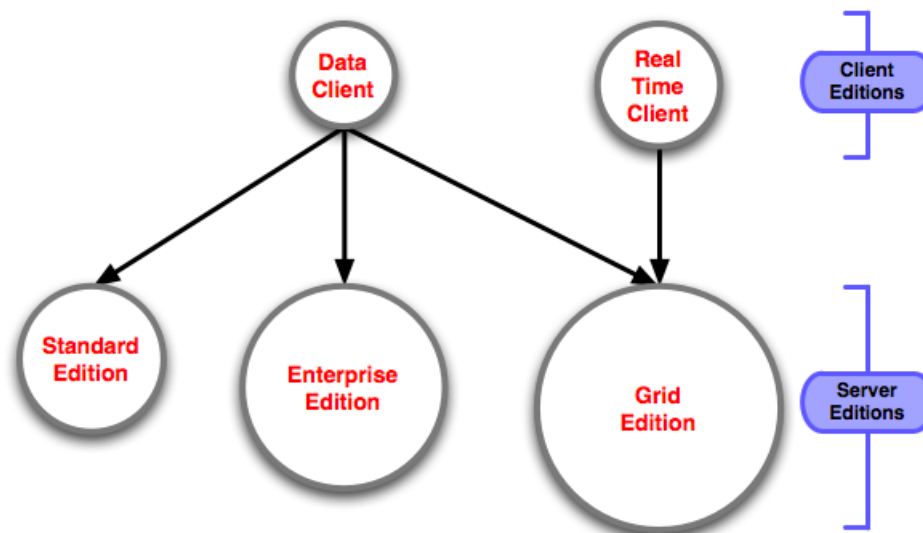 Data
Client
Real
Time
Client
Client
Editions
Standard
Edition
Enterprise
Edition
Grid
Edition
Server
Editions